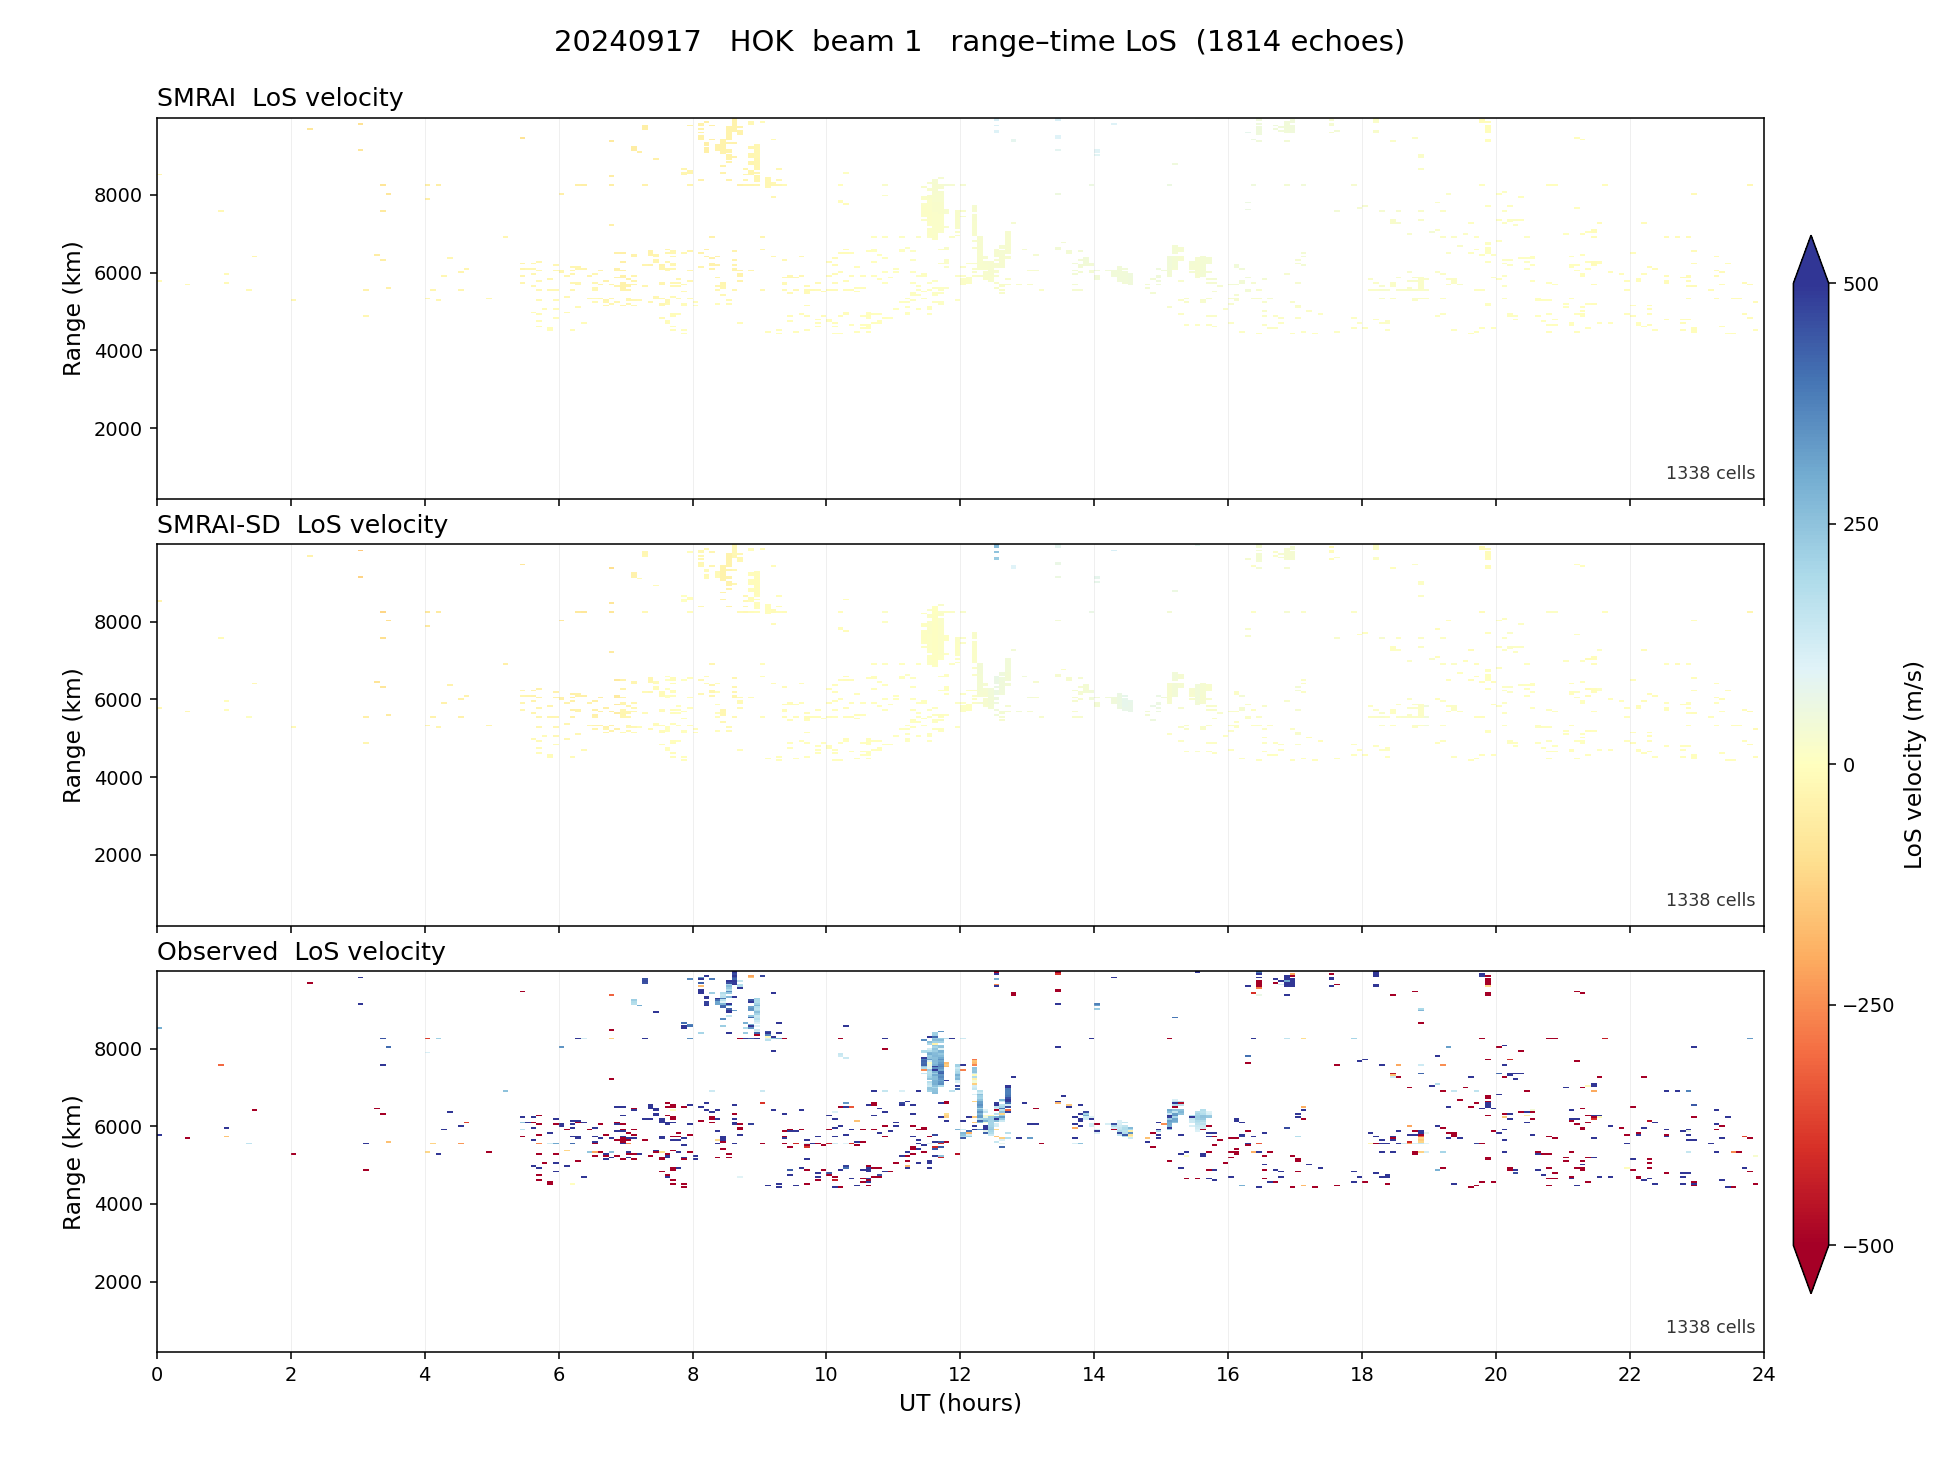 20240917   HOK  beam 1   range–time LoS  (1814 echoes)
SMRAI  LoS velocity
8000
6000
4000
2000
Range (km)
1338 cells
SMRAI-SD  LoS velocity
8000
6000
4000
2000
Range (km)
1338 cells
Observed  LoS velocity
8000
6000
4000
2000
Range (km)
1338 cells
0 2 4 6 8 10 12 14 16 18 20 22 24
UT (hours)
500
250
0
−250
−500
LoS velocity (m/s)